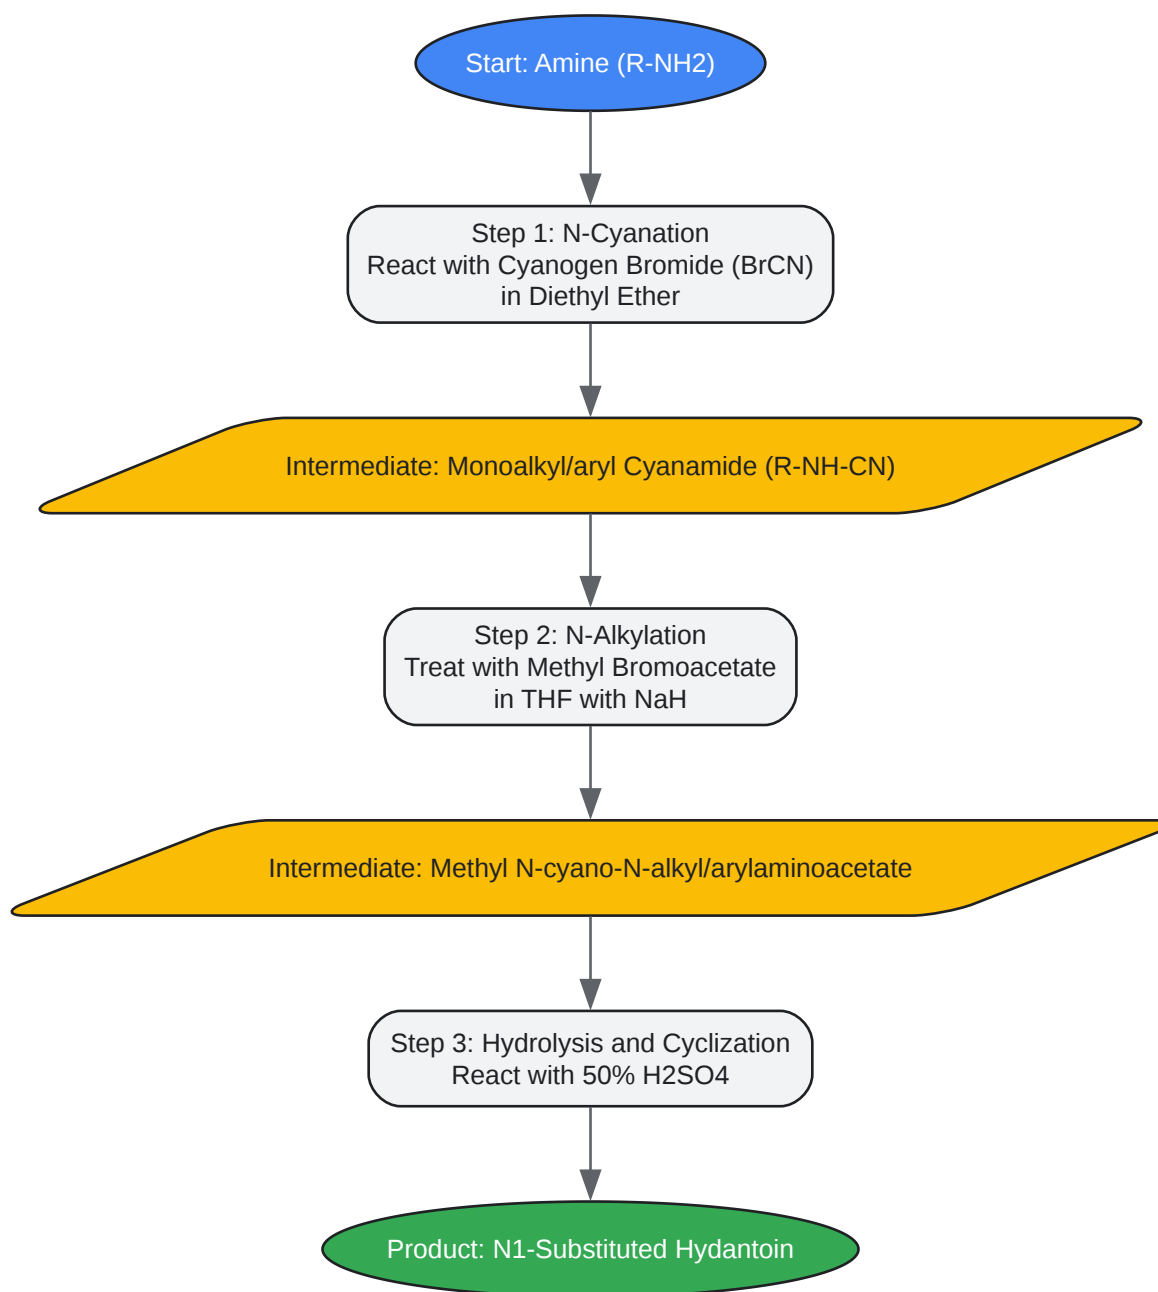 Start: Amine (R-NH2)
Step 1: N-Cyanation
React with Cyanogen Bromide (BrCN)
in Diethyl Ether
Intermediate: Monoalkyl/aryl Cyanamide (R-NH-CN)
Step 2: N-Alkylation
Treat with Methyl Bromoacetate
in THF with NaH
Intermediate: Methyl N-cyano-N-alkyl/arylaminoacetate
Step 3: Hydrolysis and Cyclization
React with 50% H2SO4
Product: N1-Substituted Hydantoin